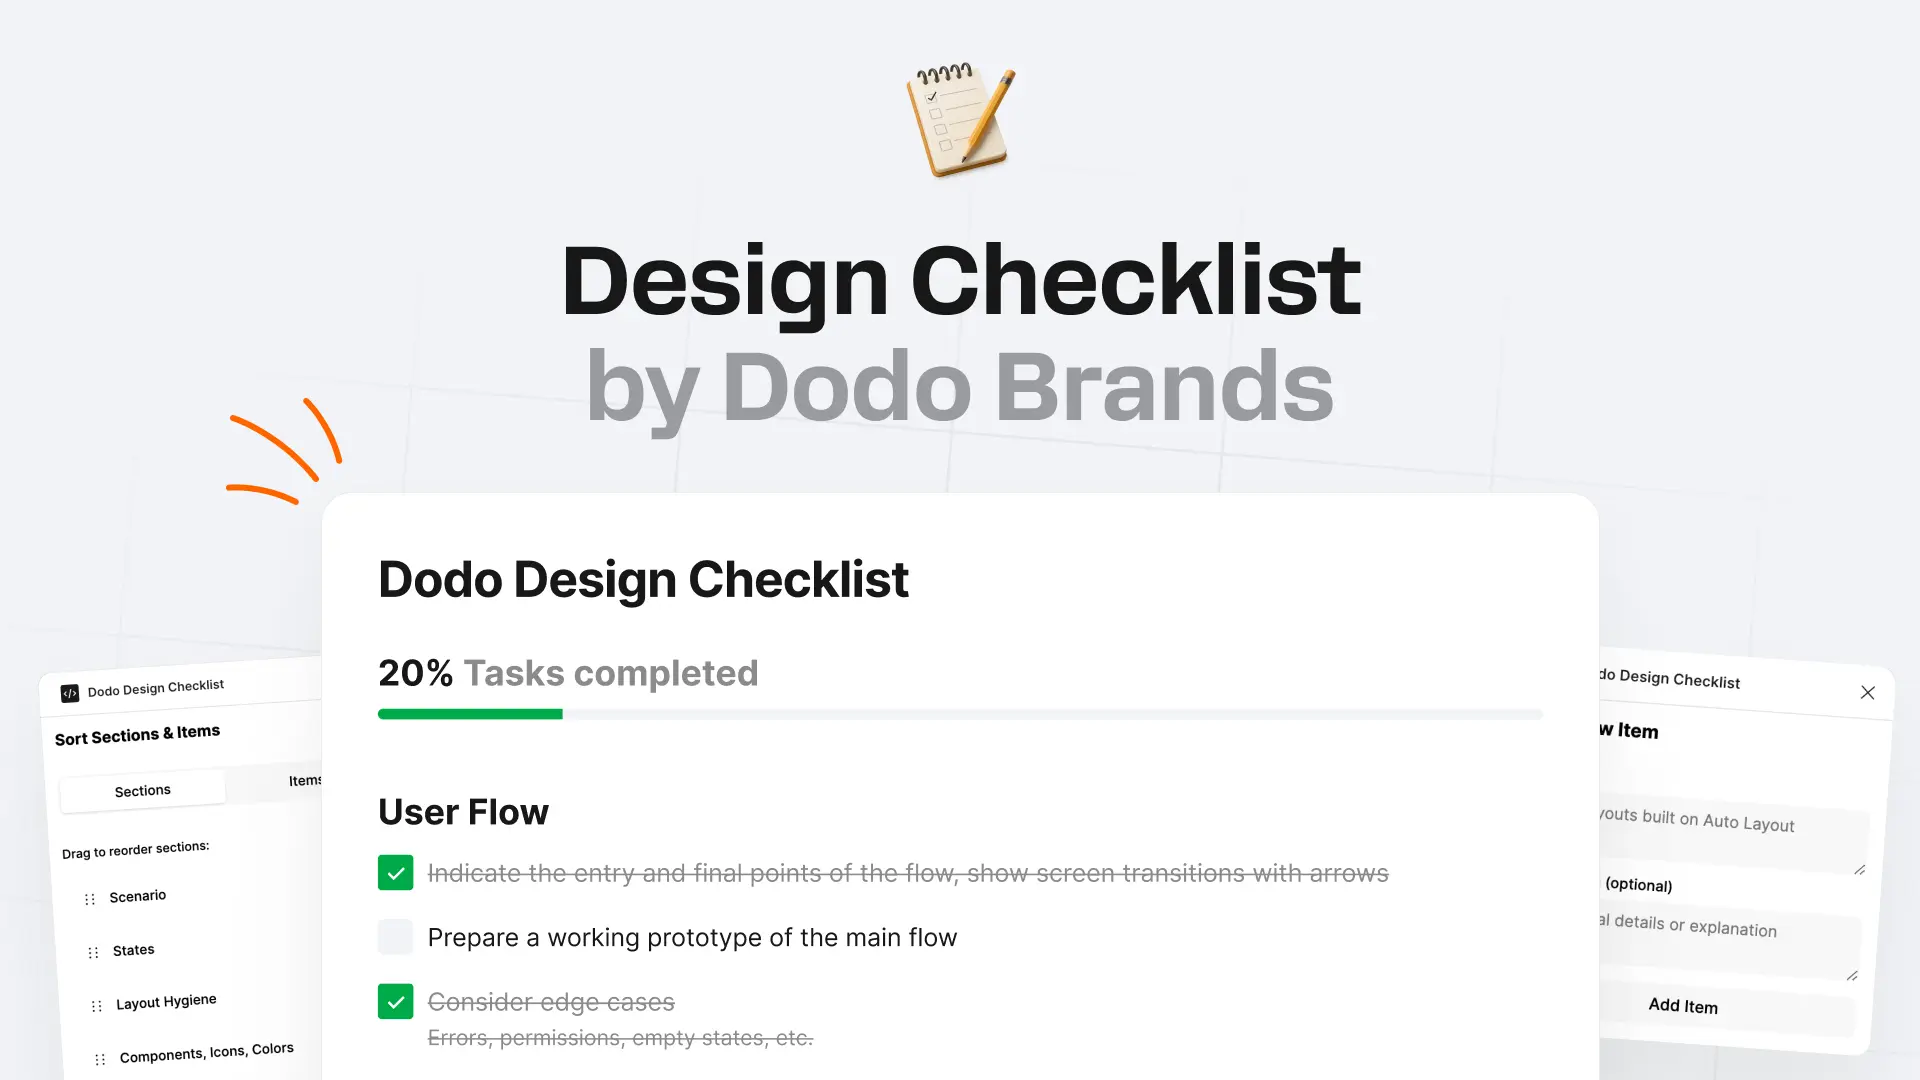 Design Checklist
by Dodo Brands
Dodo Design Checklist
20% Tasks completed
User Flow
Indicate the entry and final points of the flow, show screen transitions with arrows
Prepare a working prototype of the main flow
Consider edge cases
Errors, permissions, empty states, etc.
Dodo Design Checklist
Sort Sections & Items
Sections
Items
Drag to reorder sections:
Scenario
States
Layout Hygiene
Components, Icons, Colors
do Design Checklist
w Item
youts built on Auto Layout
(optional)
al details or explanation
Add Item